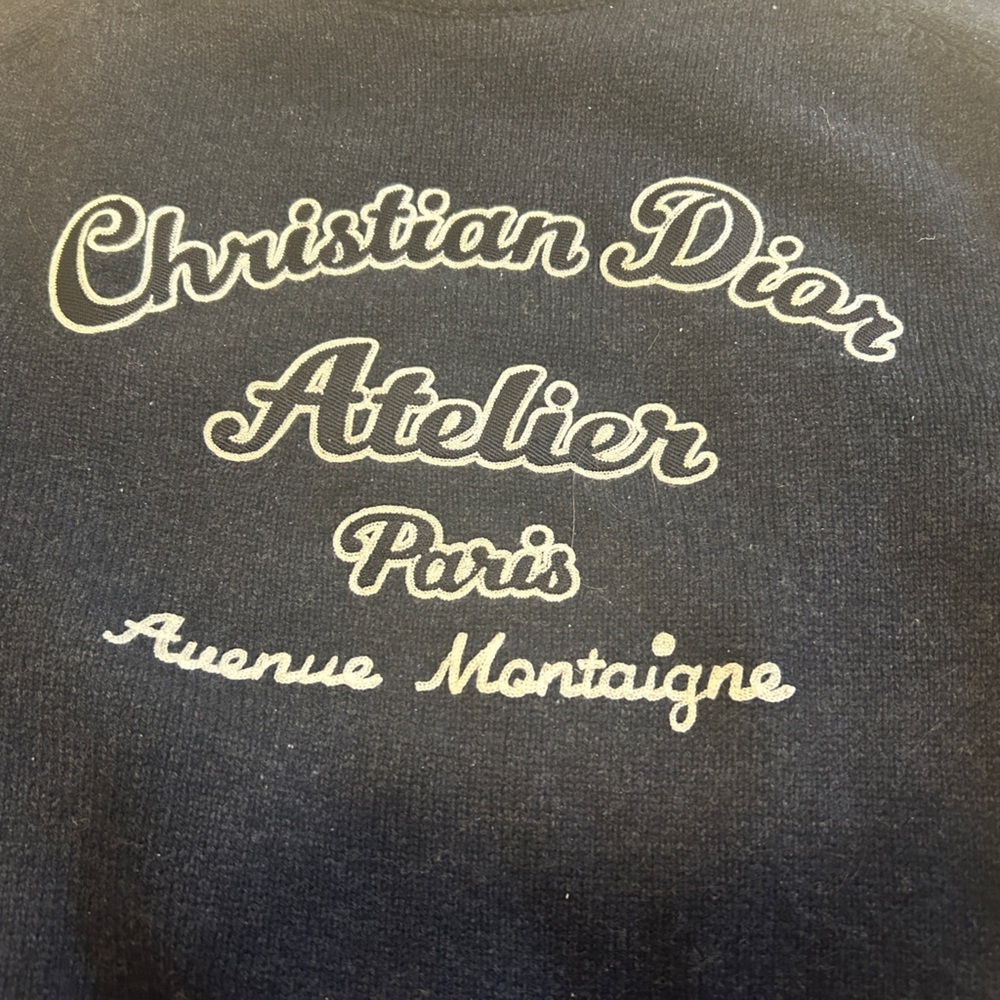 Christian Dior
Atelier
Paris
Avenue Montaigne